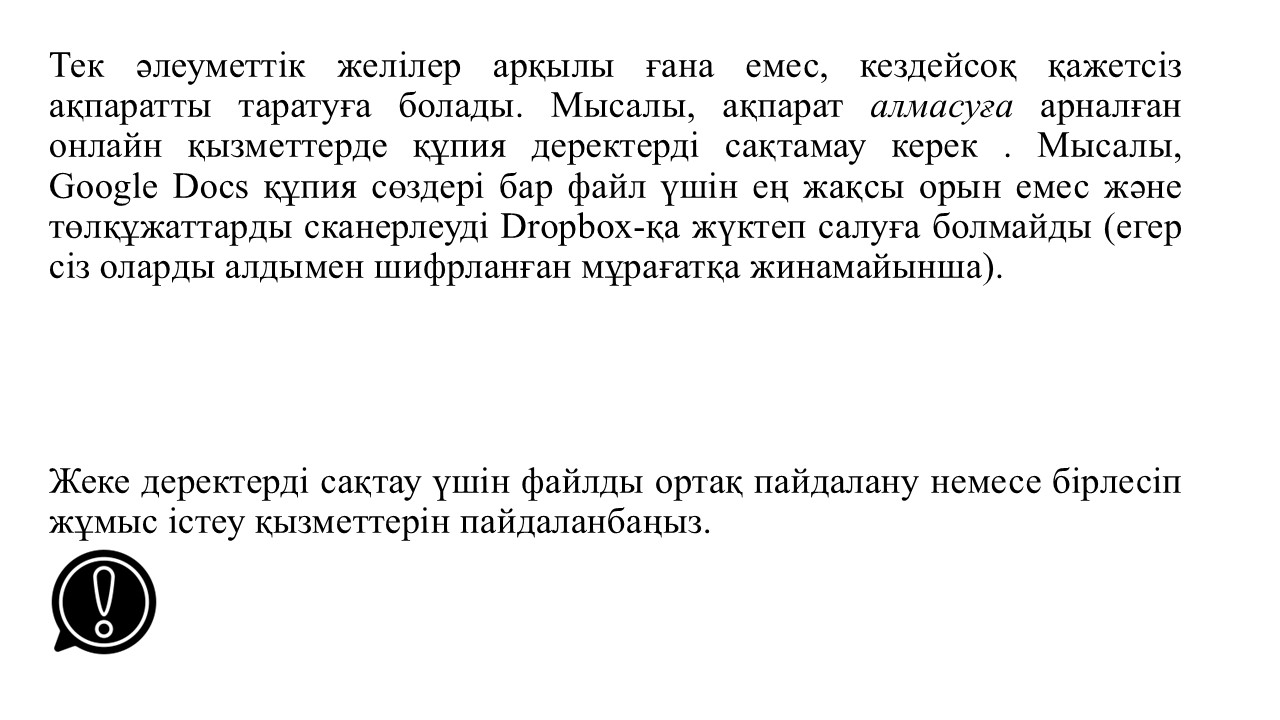 Тек әлеуметтік желілер арқылы ғана емес, кездейсоқ қажетсіз
ақпаратты таратуға болады. Мысалы, ақпарат алмасуға арналған
онлайн қызметтерде құпия деректерді сақтамау керек . Мысалы,
Google Docs құпия сөздері бар файл үшін ең жақсы орын емес және
төлқұжаттарды сканерлеуді Dropbox-қа жүктеп салуға болмайды (егер
сіз оларды алдымен шифрланған мұрағатқа жинамайынша).
Жеке деректерді сақтау үшін файлды ортақ пайдалану немесе бірлесіп
жұмыс істеу қызметтерін пайдаланбаңыз.